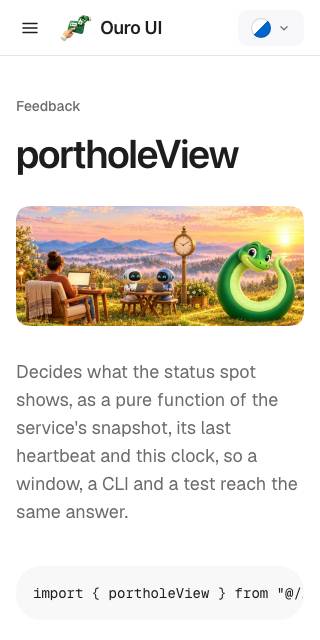 Ouro UI
Feedback
portholeView
Decides what the status spot
shows, as a pure function of the
service's snapshot, its last
heartbeat and this clock, so a
window, a CLI and a test reach the
same answer.
import { portholeView } from "@/